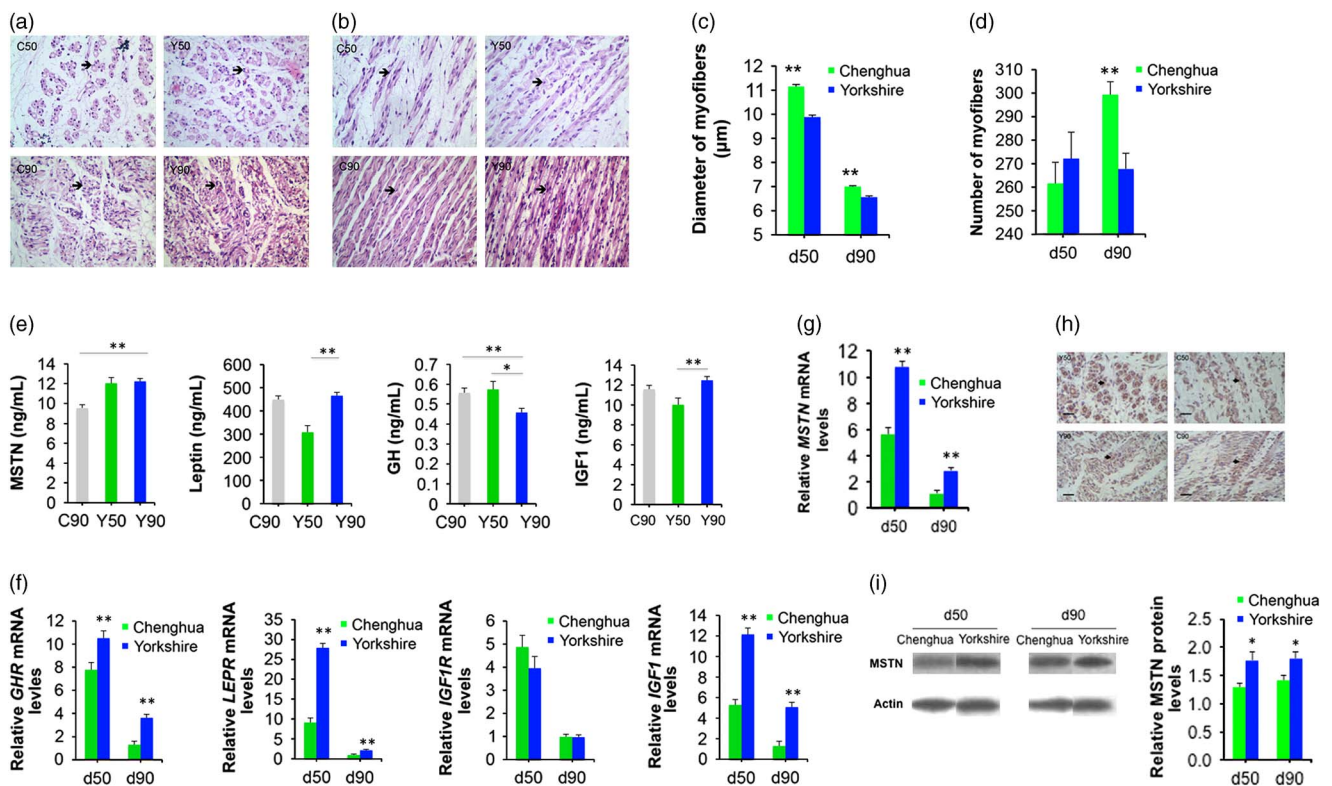 (a)
C50
Y50
C90
Y90
(b)
C50
Y50
C90
Y90
(c)
Diameter of myofibers
(µm)
12
11
10
9
8
7
6
5
**
**
Chenghua
Yorkshire
d50
d90
(d)
Number of myofibers
310
300
290
280
270
260
250
240
**
Chenghua
Yorkshire
d50
d90
(e)
MSTN (ng/mL)
14
12
10
8
6
4
2
0
**
C90 Y50 Y90
Leptin (ng/mL)
600
500
400
300
200
100
0
**
C90 Y50 Y90
GH (ng/mL)
0.7
0.6
0.5
0.4
0.3
0.2
0.1
0
**
*
C90 Y50 Y90
IGF1 (ng/mL)
14
12
10
8
6
4
2
0
**
C90 Y50 Y90
(g)
Relative MSTN mRNA
levels
12
10
8
6
4
2
0
**
**
Chenghua
Yorkshire
d50
d90
(h)
Y50
C50
Y90
C90
(f)
Relative GHR mRNA
levles
12
10
8
6
4
2
0
**
**
Chenghua
Yorkshire
d50
d90
Relative LEPR mRNA
levels
35
30
25
20
15
10
5
0
**
**
Chenghua
Yorkshire
d50
d90
Relative IGF1R mRNA
levels
6
5
4
3
2
1
0
Chenghua
Yorkshire
d50
d90
Relative IGF1 mRNA
levels
14
12
10
8
6
4
2
0
**
**
Chenghua
Yorkshire
d50
d90
(i)
d50
d90
Chenghua Yorkshire
Chenghua Yorkshire
MSTN
Actin
Relative MSTN protein
levels
2.5
2.0
1.5
1.0
0.5
0.0
*
*
Chenghua
Yorkshire
d50
d90